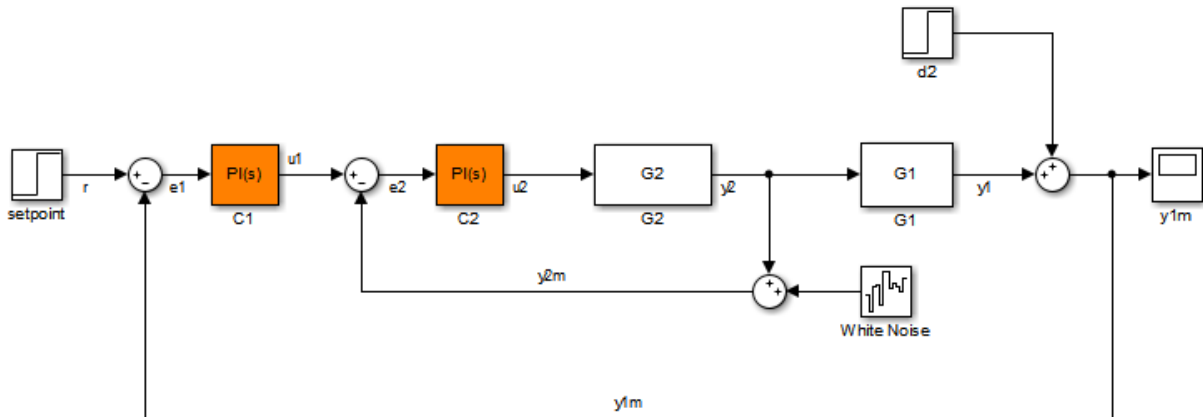 d2
PI(s)
u1
PI(s)
G2
G1
r
e1
e2
u2
y2
y1
setpoint
C1
C2
G2
G1
y1m
y2m
White Noise
y1m